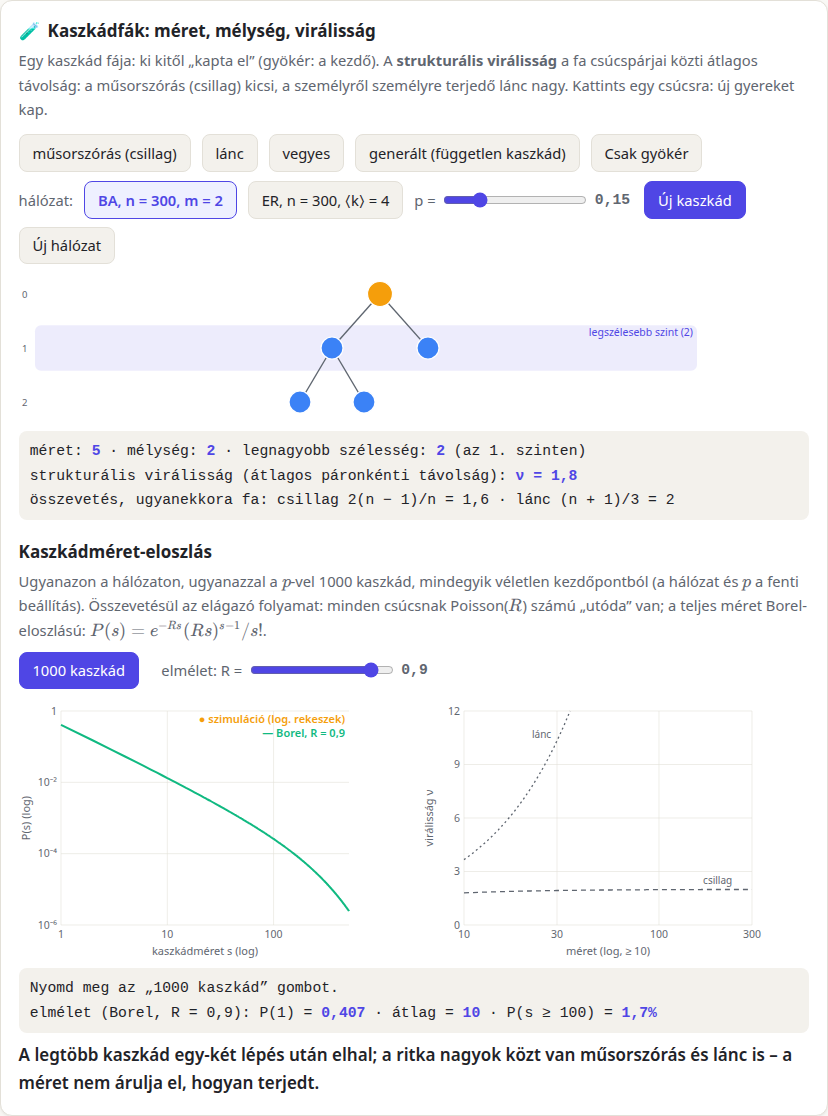 🧪 Kaszkádfák: méret, mélység, virálisság
Egy kaszkád fája: ki kitől „kapta el” (gyökér: a kezdő). A strukturális virálisság a fa csúcspárjai közti átlagos
távolság: a műsorszórás (csillag) kicsi, a személyről személyre terjedő lánc nagy. Kattints egy csúcsra: új gyereket
kap.
műsorszórás (csillag) lánc vegyes generált (független kaszkád) Csak gyökér
hálózat: BA, n = 300, m = 2 ER, n = 300, ⟨k⟩ = 4 p = 0,15 Új kaszkád
Új hálózat
0
legszélesebb szint (2)
1
2
méret: 5 · mélység: 2 · legnagyobb szélesség: 2 (az 1. szinten)
strukturális virálisság (átlagos páronkénti távolság): ν = 1,8
összevetés, ugyanekkora fa: csillag 2(n − 1)/n = 1,6 · lánc (n + 1)/3 = 2
Kaszkádméret-eloszlás
Ugyanazon a hálózaton, ugyanazzal a p-vel 1000 kaszkád, mindegyik véletlen kezdőpontból (a hálózat és p a fenti
beállítás). Összevetésül az elágazó folyamat: minden csúcsnak Poisson(R) számú „utóda” van; a teljes méret Borel-
eloszlású: P(s) = e^{−Rs}(Rs)^{s−1}/s!.
1000 kaszkád elmélet: R = 0,9
1
10⁻²
10⁻⁴
10⁻⁶
P(s) (log)
● szimuláció (log. rekeszek)
— Borel, R = 0,9
1 10 100
kaszkádméret s (log)
12
9
6
3
0
virálisság ν
lánc
csillag
10 30 100 300
méret (log, ≥ 10)
Nyomd meg az „1000 kaszkád” gombot.
elmélet (Borel, R = 0,9): P(1) = 0,407 · átlag = 10 · P(s ≥ 100) = 1,7%
A legtöbb kaszkád egy-két lépés után elhal; a ritka nagyok közt van műsorszórás és lánc is – a
méret nem árulja el, hogyan terjedt.